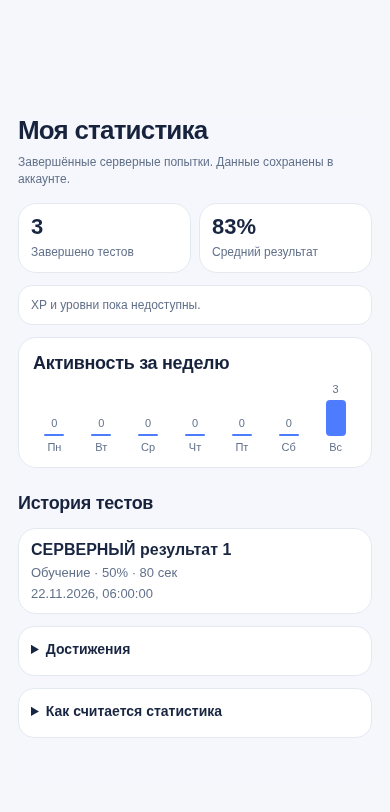 Моя статистика
Завершённые серверные попытки. Данные сохранены в
аккаунте.
3
Завершено тестов
83%
Средний результат
XP и уровни пока недоступны.
Активность за неделю
0 0 0 0 0 0 3
Пн Вт Ср Чт Пт Сб Вс
История тестов
СЕРВЕРНЫЙ результат 1
Обучение · 50% · 80 сек
22.11.2026, 06:00:00
Достижения
Как считается статистика